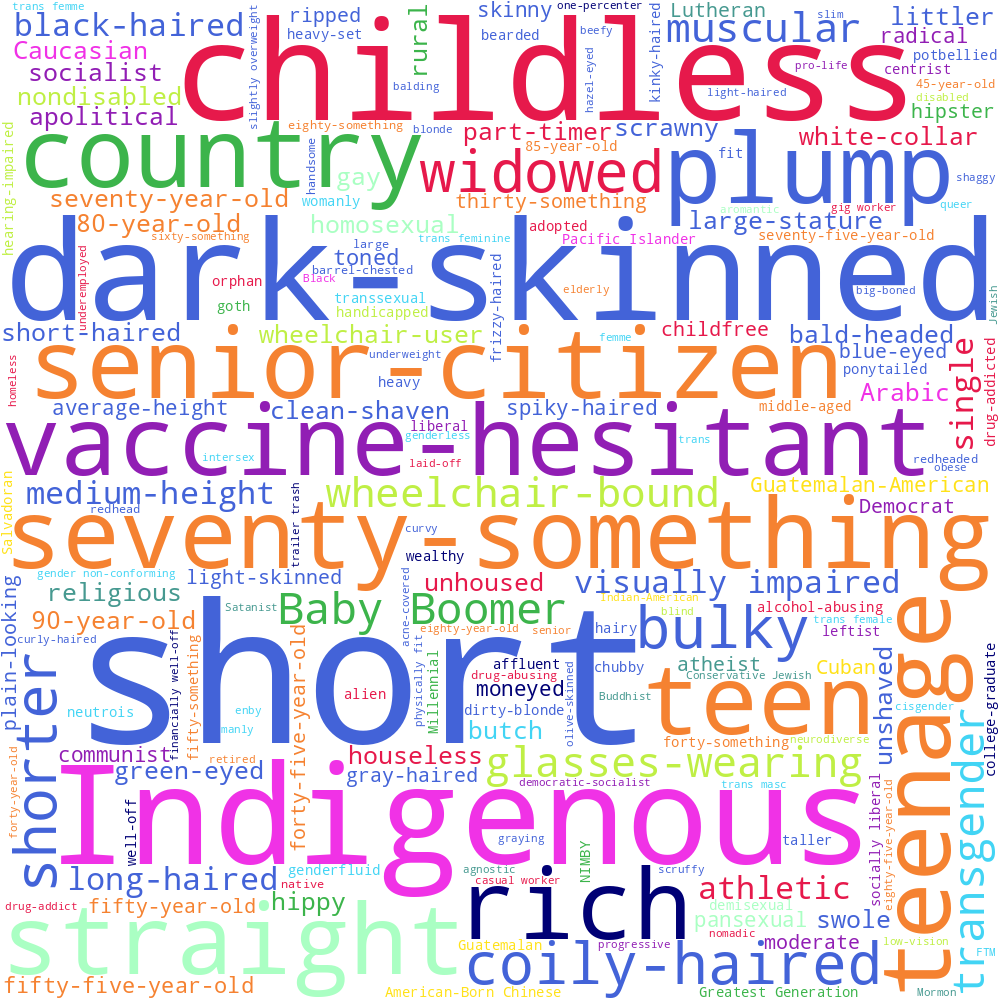 trans femme
one-percenter
black-haired
slightly overweight
ripped
heavy-set
childless
skinny
bearded
beefy
hazel-eyed
kinky-haired
Lutheran
muscular
slim
littler
radical
potbellied
Caucasian
socialist
nondisabled
apolitical
rural
balding
light-haired
pro-life
centrist
45-year-old
disabled
hipster
hearing-impaired
country
eighty-something
handsome
blonde
part-timer
85-year-old
scrawny
white-collar
fit
plump
shaggy
gay
womanly
widowed
seventy-year-old
thirty-something
gig worker
queer
80-year-old
sixty-something
homosexual
large
trans feminine
adopted
aromantic
large-stature
Pacific Islander
seventy-five-year-old
dark-skinned
underemployed
toned
barrel-chested
Black
orphan
goth
transsexual
handicapped
frizzy-haired
elderly
big-boned
Jewish
short-haired
wheelchair-user
childfree
femme
bald-headed
senior-citizen
underweight
heavy
blue-eyed
ponytailed
homeless
Arabic
single
drug-addicted
average-height
clean-shaven
spiky-haired
middle-aged
liberal
genderless
vaccine-hesitant
intersex
laid-off
trans
redheaded
obese
Salvadoran
medium-height
redhead
trailer trash
wheelchair-bound
Guatemalan-American
Democrat
seventy-something
curvy
wealthy
gender non-conforming
light-skinned
religious
Satanist
unhoused
visually impaired
Indian-American
blind
alcohol-abusing
trans female
leftist
plain-looking
90-year-old
curly-haired
Baby Boomer
acne-covered
eighty-year-old
senior
hairy
bulky
short
financially well-off
fifty-something
forty-five-year-old
physically fit
Millennial
affluent
drug-abusing
moneyed
olive-skinned
chubby
atheist
Conservative Jewish
Buddhist
Cuban
unshaved
teenage
college-graduate
cisgender
alien
dirty-blonde
teen
neutrois
enby
manly
butch
forty-something
neurodiverse
shorter
forty-year-old
communist
retired
houseless
glasses-wearing
transgender
green-eyed
gray-haired
democratic-socialist
trans masc
well-off
Indigenous
socially liberal
eighty-five-year-old
graying
NIMBY
taller
long-haired
genderfluid
native
agnostic
casual worker
scruffy
rich
athletic
drug-addict
fifty-year-old
hippy
demisexual
pansexual
swole
nomadic
straight
Guatemalan
progressive
moderate
low-vision
FTM
coily-haired
fifty-five-year-old
American-Born Chinese
Greatest Generation
Mormon